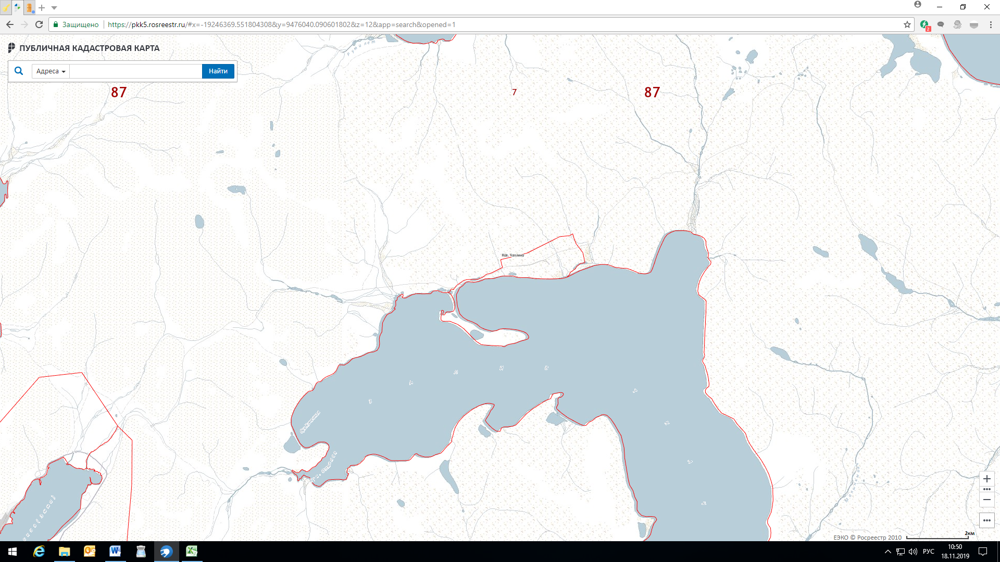 Защищено
https://pkk5.rosreestr.ru/#x=-19246369.551804308&y=9476040.090601802&z=12&app=search&opened=1
2
ПУБЛИЧНАЯ КАДАСТРОВАЯ КАРТА
Адреса
Найти
87
7
87
Нов.Чаплино
З А Л И В Т К А Ч Е Н
2км
ЕЭКО © Росреестр 2010
РУС
10:50
18.11.2019